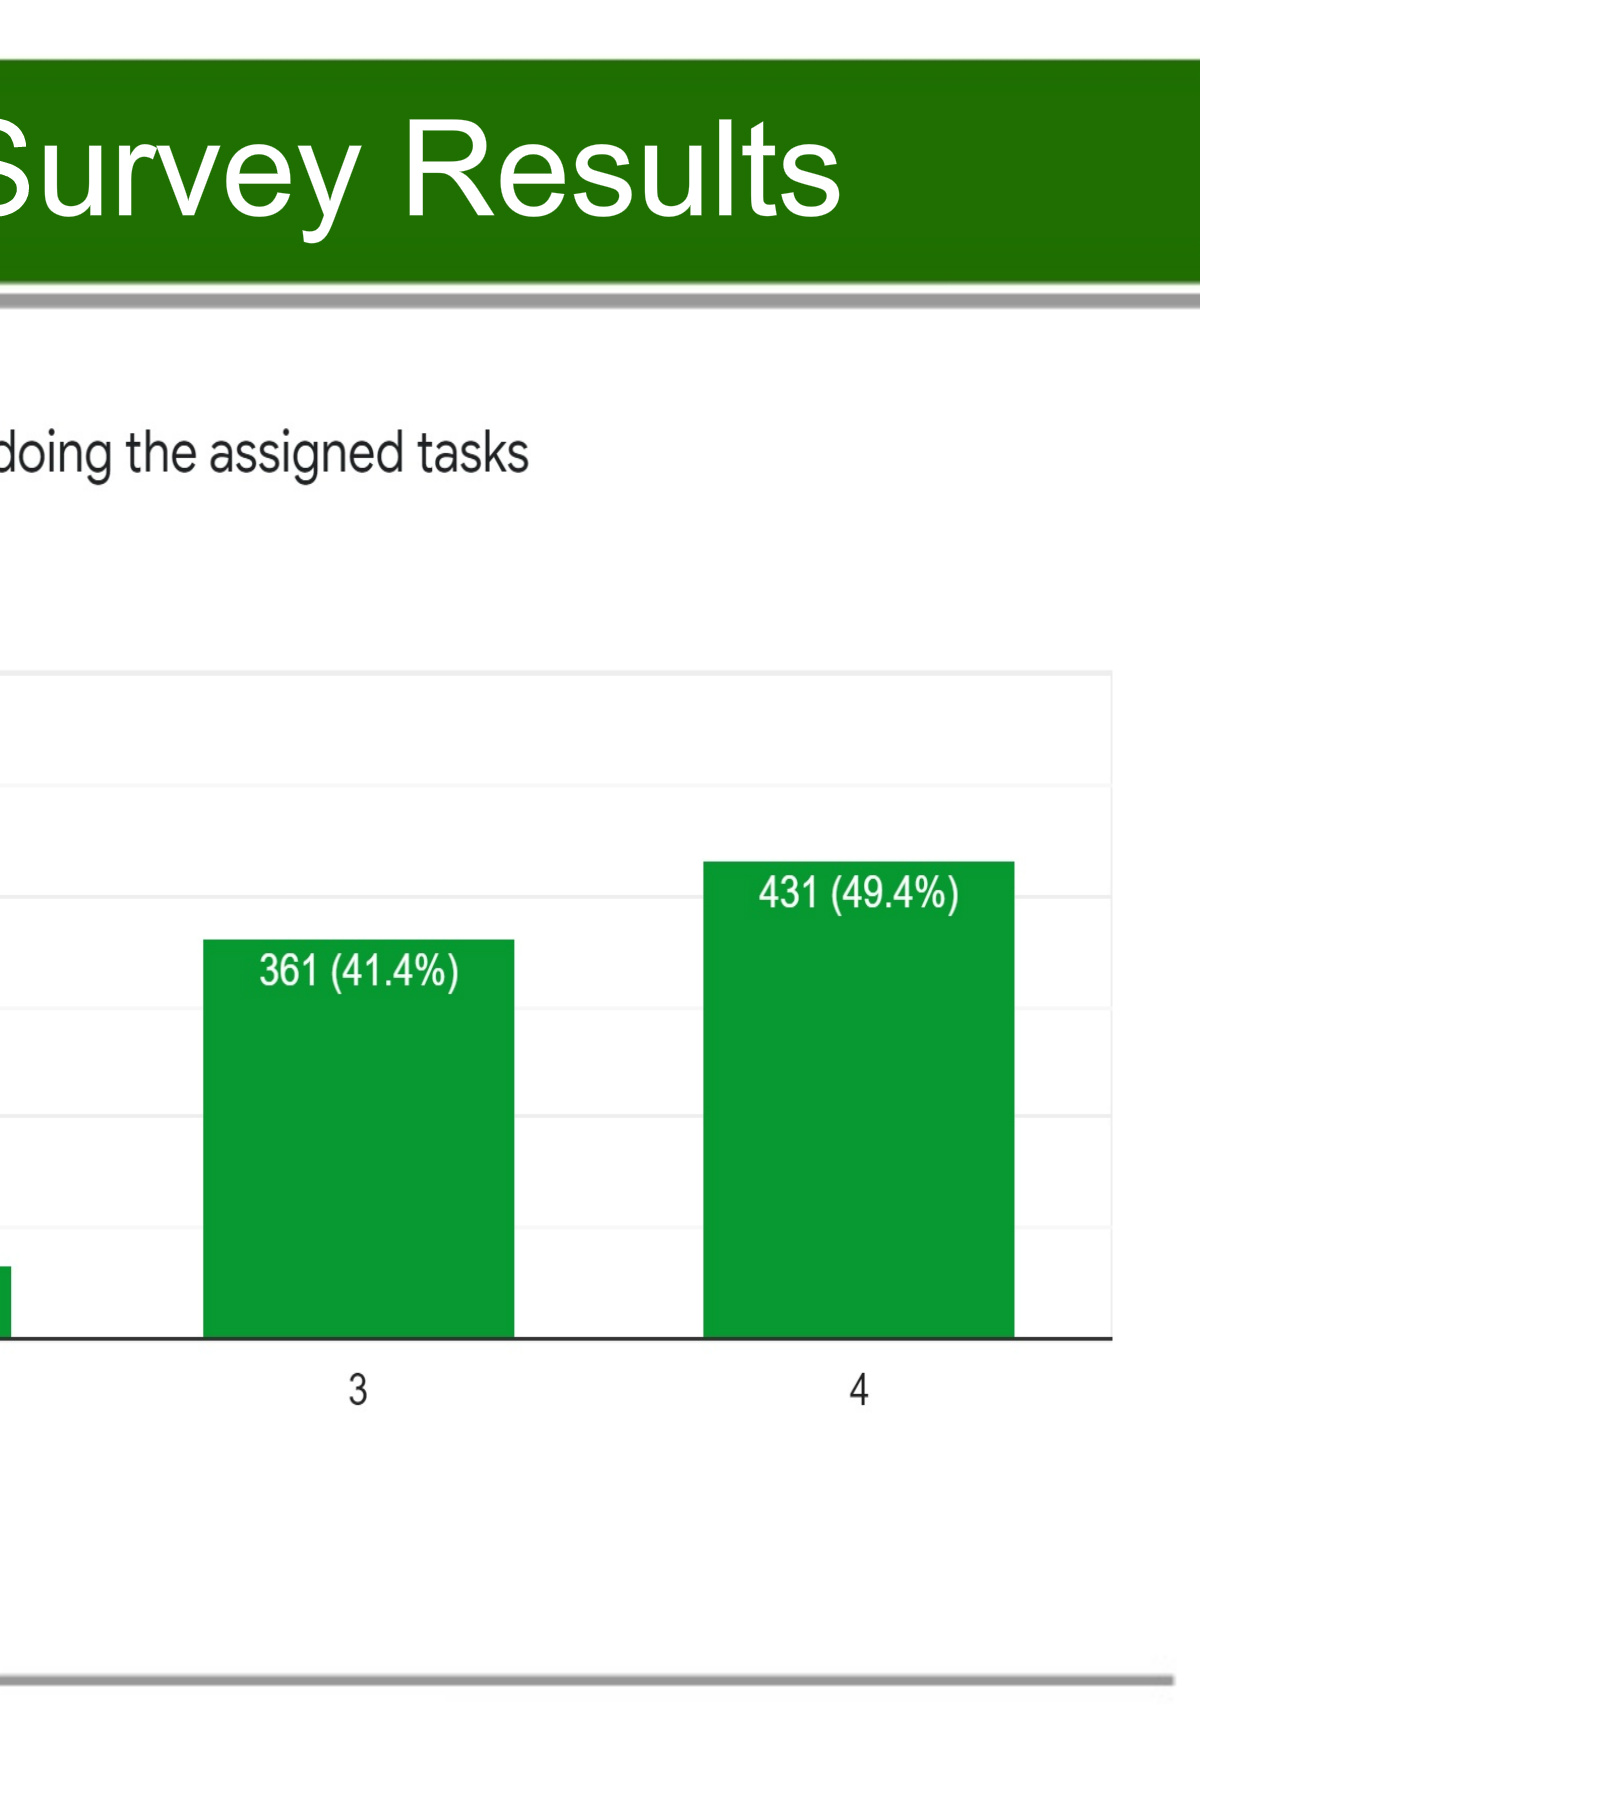 Survey Results
doing the assigned tasks
431 (49.4%)
361 (41.4%)
3 4